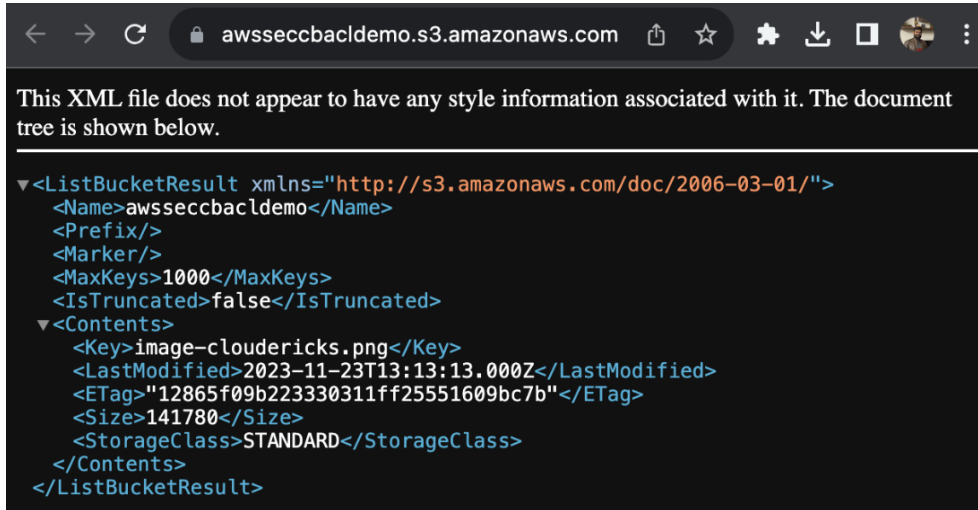 awsseccbacldemo.s3.amazonaws.com
This XML file does not appear to have any style information associated with it. The document
tree is shown below.
▼<ListBucketResult xmlns="http://s3.amazonaws.com/doc/2006-03-01/">
<Name>awsseccbacldemo</Name>
<Prefix/>
<Marker/>
<MaxKeys>1000</MaxKeys>
<IsTruncated>false</IsTruncated>
▼<Contents>
<Key>image-cloudericks.png</Key>
<LastModified>2023-11-23T13:13:13.000Z</LastModified>
<ETag>"12865f09b223330311ff25551609bc7b"</ETag>
<Size>141780</Size>
<StorageClass>STANDARD</StorageClass>
</Contents>
</ListBucketResult>